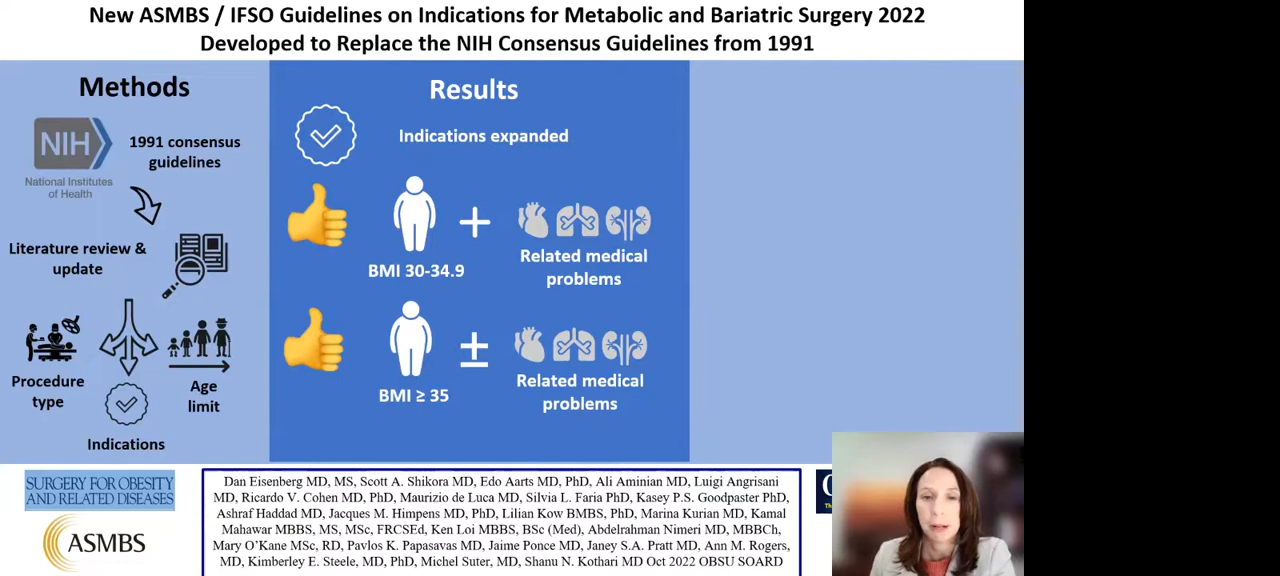 New ASMBS / IFSO Guidelines on Indications for Metabolic and Bariatric Surgery 2022
Developed to Replace the NIH Consensus Guidelines from 1991
Methods
NIH
National Institutes
of Health
1991 consensus
guidelines
Literature review &
update
Procedure
type
Age
limit
Indications
Results
Indications expanded
BMI 30-34.9
Related medical
problems
BMI ≥ 35
Related medical
problems
SURGERY FOR OBESITY
AND RELATED DISEASES
ASMBS
Dan Eisenberg MD, MS, Scott A. Shikora MD, Edo Aarts MD, PhD, Ali Aminian MD, Luigi Angrisani
MD, Ricardo V. Cohen MD, PhD, Maurizio de Luca MD, Silvia L. Faria PhD, Kasey P.S. Goodpaster PhD,
Ashraf Haddad MD, Jacques M. Himpens MD, PhD, Lilian Kow BMBS, PhD, Marina Kurian MD, Kamal
Mahawar MBBS, MS, MSc, FRCSEd, Ken Loi MBBS, BSc (Med), Abdelrahman Nimeri MD, MBBCh,
Mary O'Kane MSc, RD, Pavlos K. Papasavas MD, Jaime Ponce MD, Janey S.A. Pratt MD, Ann M. Rogers,
MD, Kimberley E. Steele, MD, PhD, Michel Suter, MD, Shanu N. Kothari MD Oct 2022 OBSU SOARD